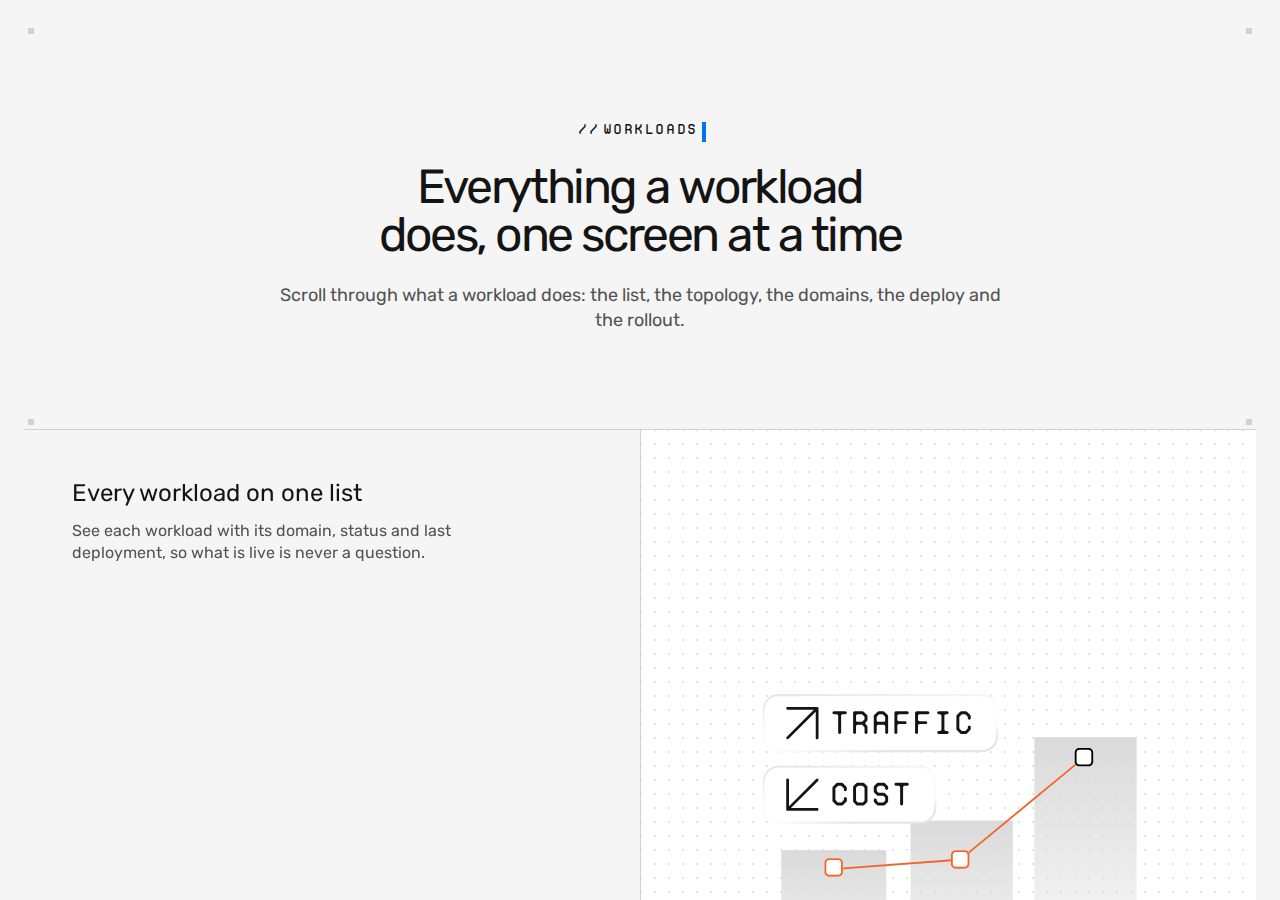 // WORKLOADS
Everything a workload
does, one screen at a time
Scroll through what a workload does: the list, the topology, the domains, the deploy and
the rollout.
Every workload on one list
See each workload with its domain, status and last
deployment, so what is live is never a question.
TRAFFIC
COST